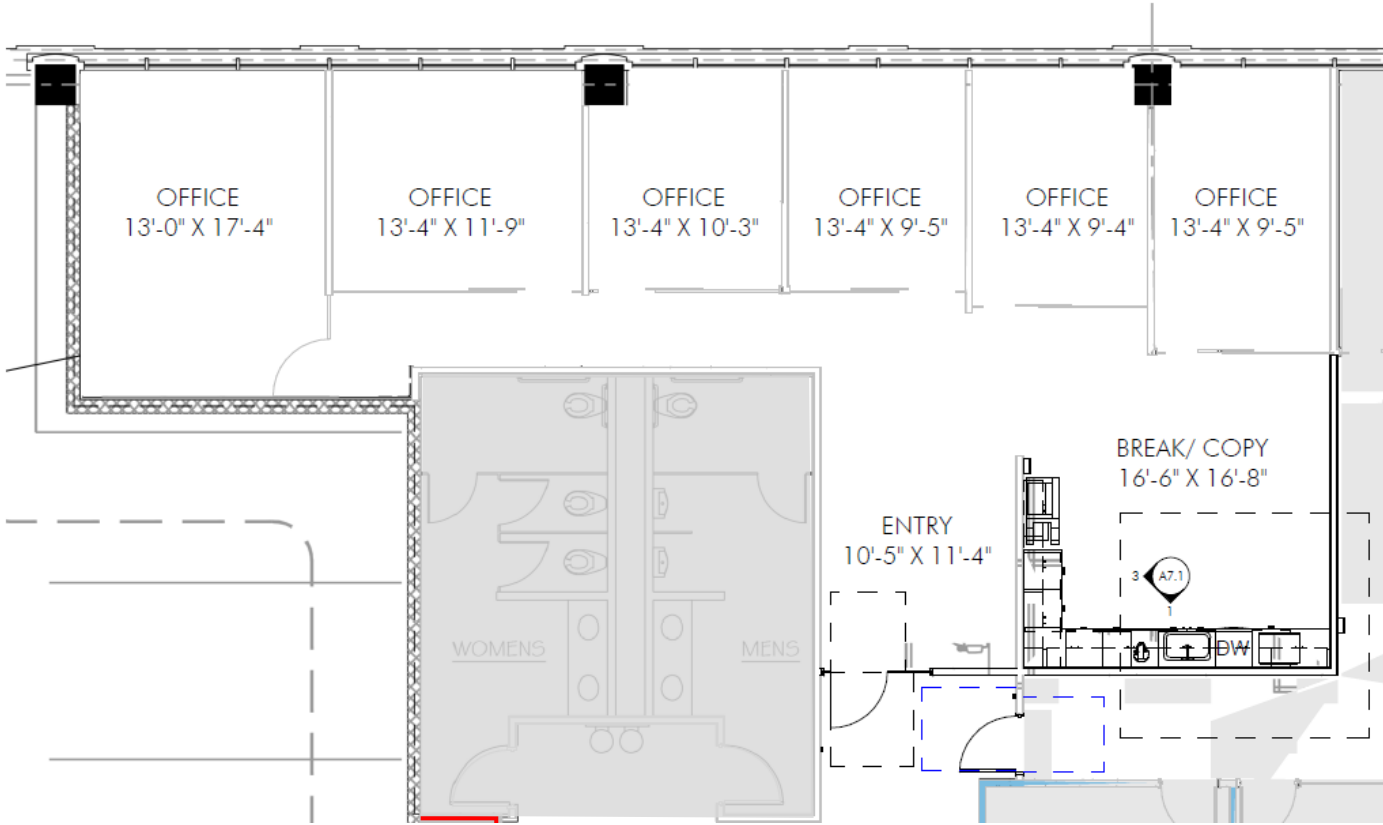 OFFICE
13'-0" X 17'-4"
OFFICE
13'-4" X 11'-9"
OFFICE
13'-4" X 10'-3"
OFFICE
13'-4" X 9'-5"
OFFICE
13'-4" X 9'-4"
OFFICE
13'-4" X 9'-5"
BREAK/ COPY
16'-6" X 16'-8"
ENTRY
10'-5" X 11'-4"
3
A7.1
1
WOMENS
MENS
DW